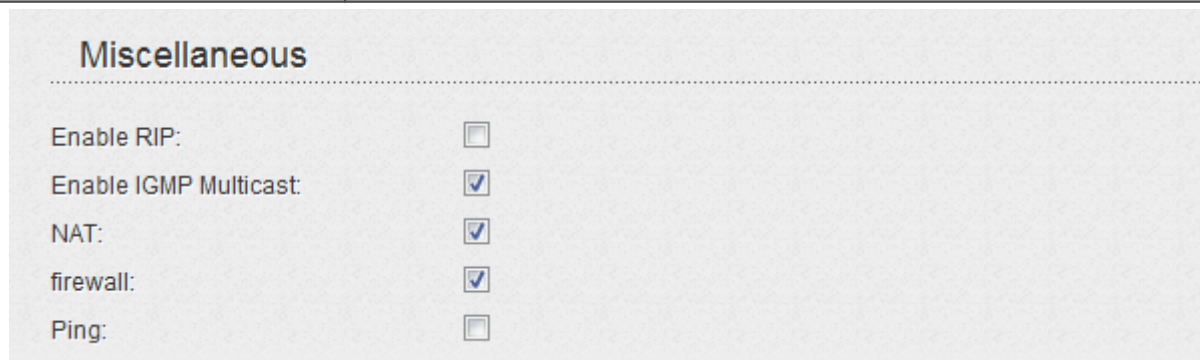 Miscellaneous
Enable RIP:
Enable IGMP Multicast:
NAT:
firewall:
Ping: